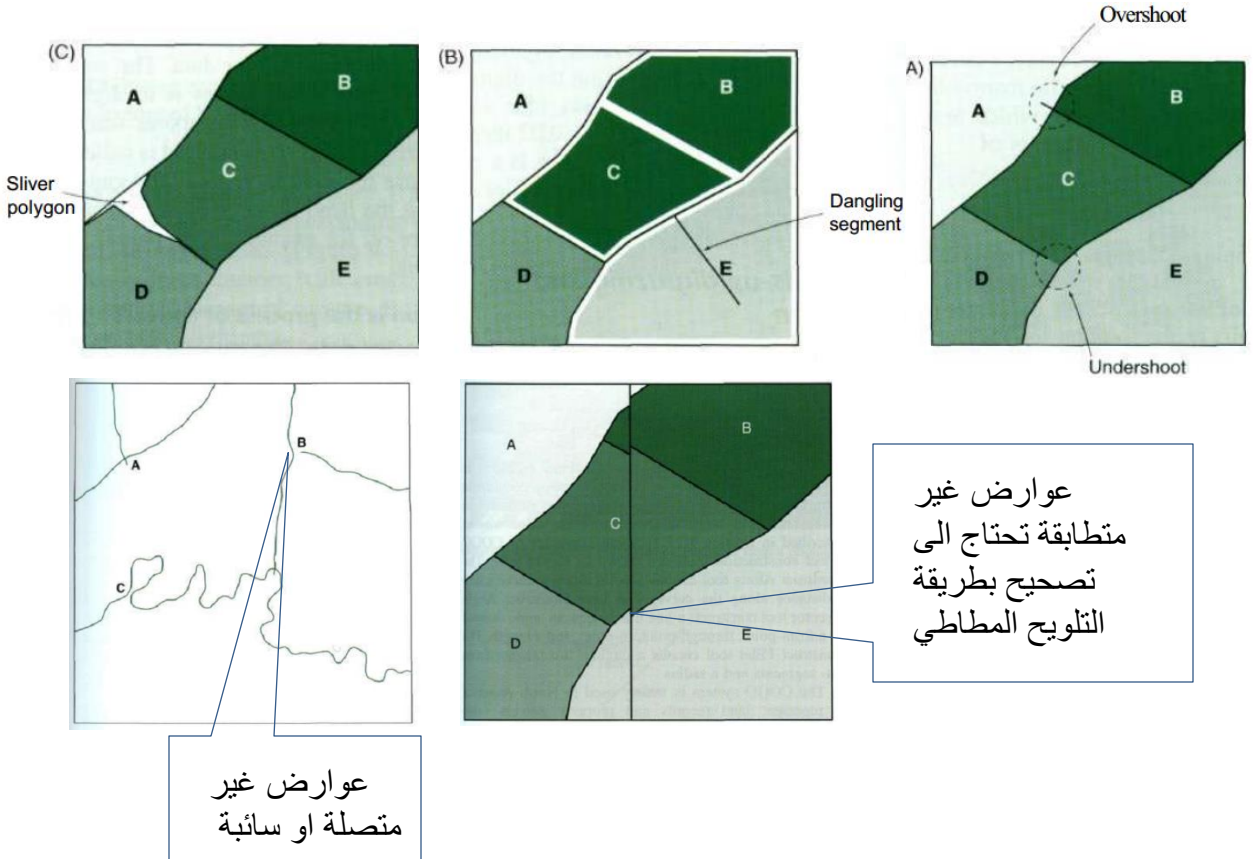 Overshoot
(C)
A
B
C
D
E
Sliver
polygon
(B)
A
B
C
D
E
Dangling
segment
A)
A
B
C
D
E
Undershoot
A
B
C
A
B
C
D
E
عوارض غير
متطابقة تحتاج الى
تصحيح بطريقة
التلويح المطاطي
عوارض غير
متصلة او سائبة